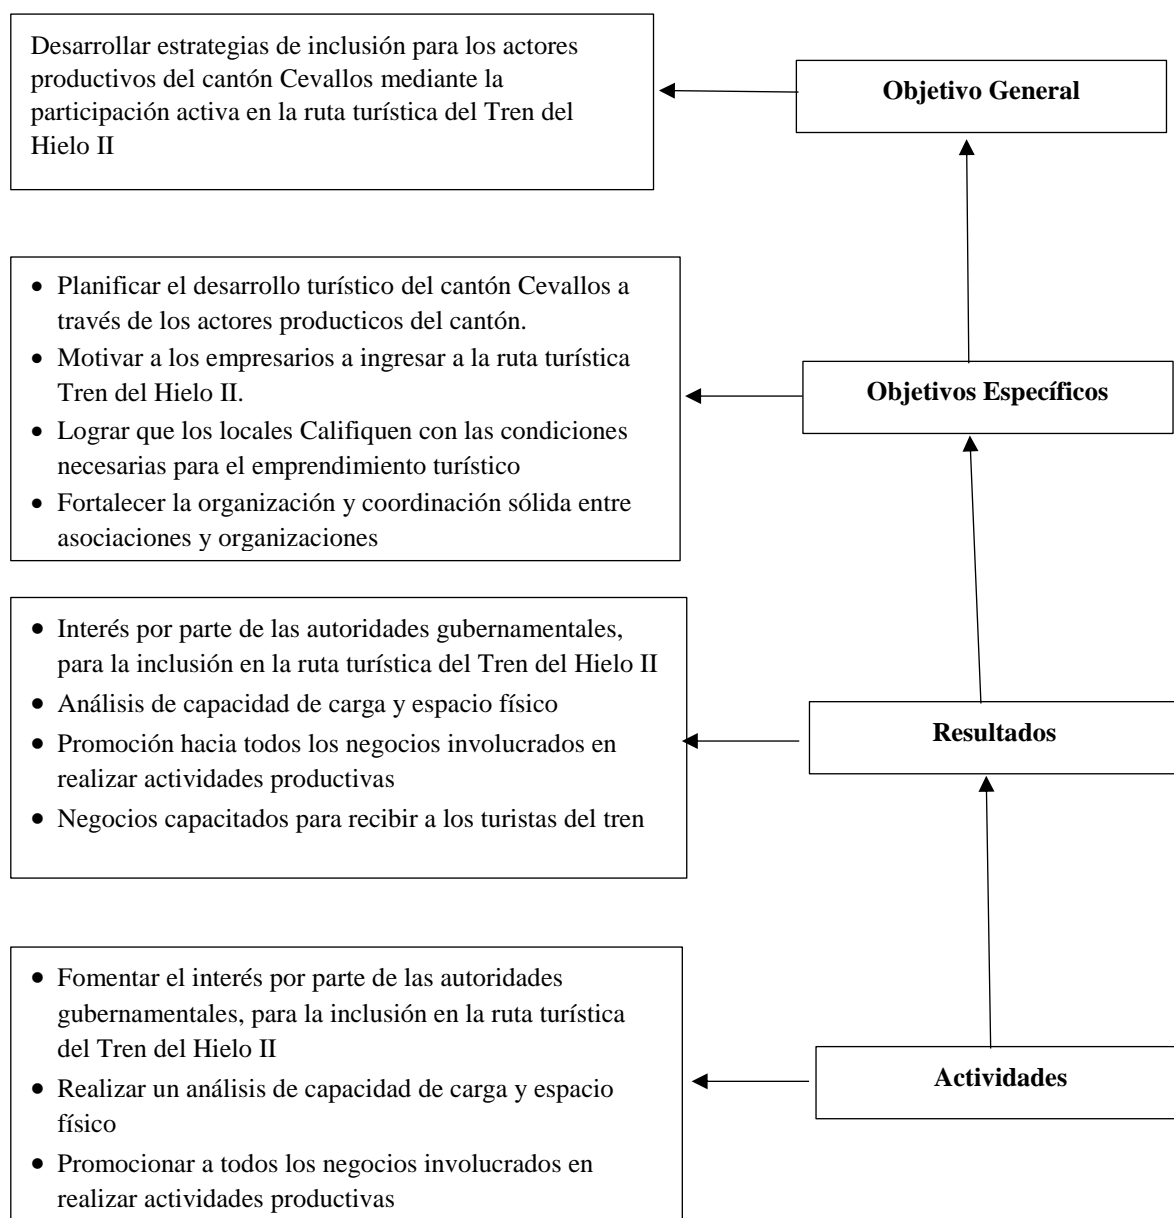 Desarrollar estrategias de inclusión para los actores
productivos del cantón Cevallos mediante la
participación activa en la ruta turística del Tren del
Hielo II
Objetivo General
• Planificar el desarrollo turístico del cantón Cevallos a
través de los actores producticos del cantón.
• Motivar a los empresarios a ingresar a la ruta turística
Tren del Hielo II.
• Lograr que los locales Califiquen con las condiciones
necesarias para el emprendimiento turístico
• Fortalecer la organización y coordinación sólida entre
asociaciones y organizaciones
Objetivos Específicos
• Interés por parte de las autoridades gubernamentales,
para la inclusión en la ruta turística del Tren del Hielo II
• Análisis de capacidad de carga y espacio físico
• Promoción hacia todos los negocios involucrados en
realizar actividades productivas
• Negocios capacitados para recibir a los turistas del tren
Resultados
• Fomentar el interés por parte de las autoridades
gubernamentales, para la inclusión en la ruta turística
del Tren del Hielo II
• Realizar un análisis de capacidad de carga y espacio
físico
• Promocionar a todos los negocios involucrados en
realizar actividades productivas
Actividades